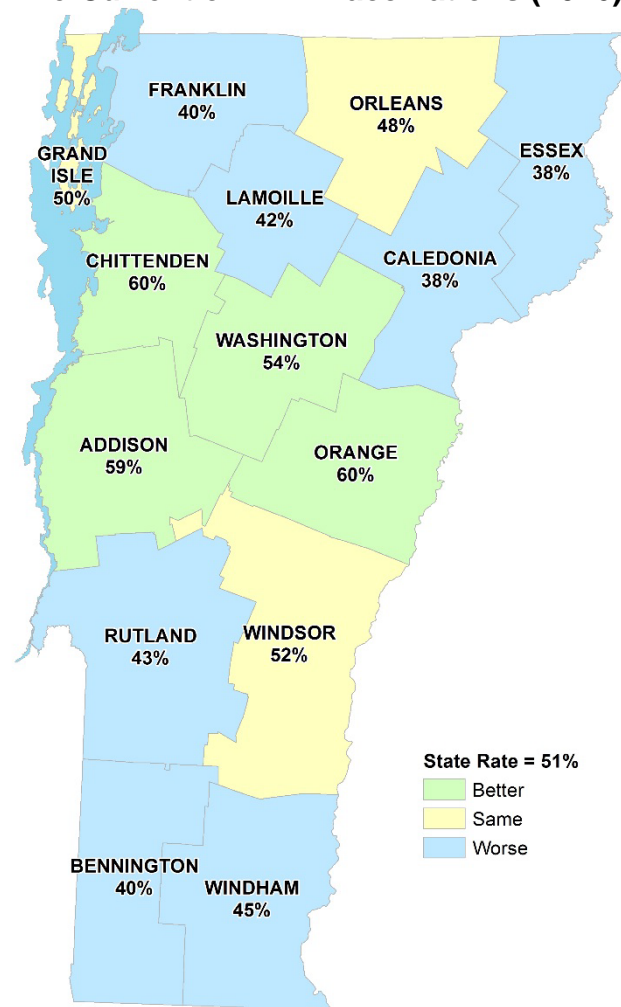 FRANKLIN
40%
ORLEANS
48%
ESSEX
38%
GRAND
ISLE
50%
LAMOILLE
42%
CALEDONIA
38%
CHITTENDEN
60%
WASHINGTON
54%
ADDISON
59%
ORANGE
60%
RUTLAND
43%
WINDSOR
52%
State Rate = 51%
Better
Same
Worse
BENNINGTON
40%
WINDHAM
45%